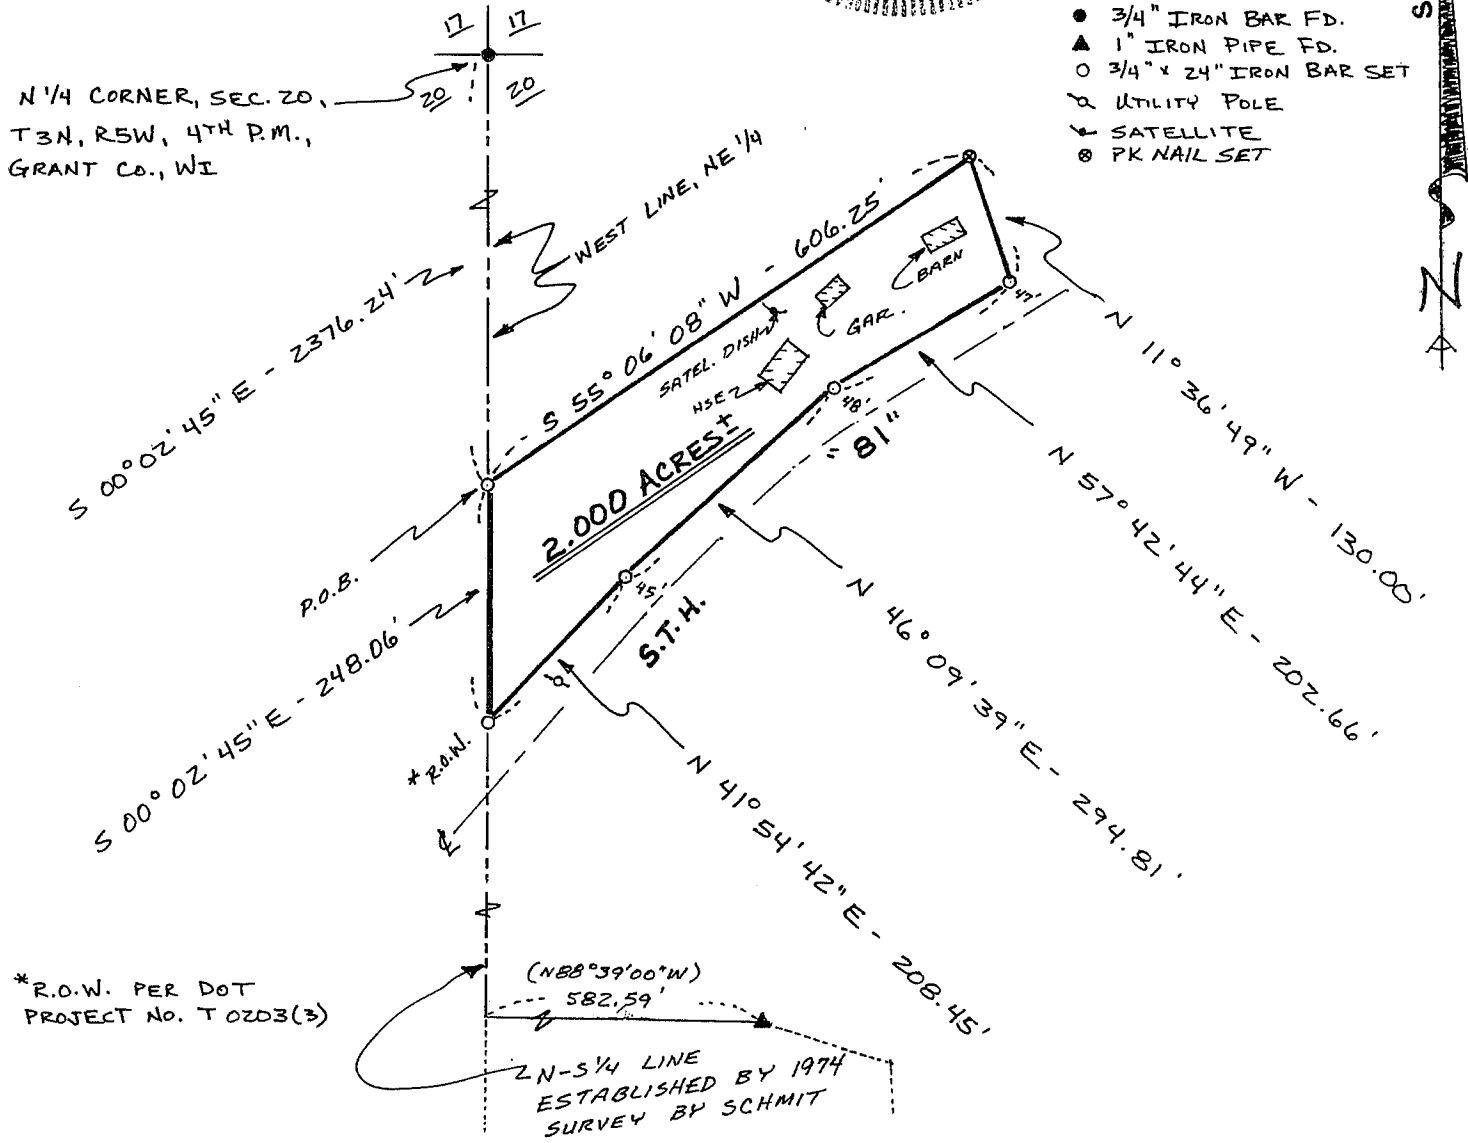 17 17
20 20
N 1/4 CORNER, SEC. 20,
T3N, R5W, 4TH P.M.,
GRANT CO., WI
3/4" IRON BAR FD.
1" IRON PIPE FD.
3/4" x 24" IRON BAR SET
UTILITY POLE
SATELLITE
PK NAIL SET
S
N
WEST LINE, NE 1/4
S 00° 02' 45" E - 2376.24'
S 55° 06' 08" W - 606.25'
BARN
GAR.
SATEL. DISH
HSE
47'
48'
45'
2.000 ACRES±
"81"
S.T.H.
P.O.B.
S 00° 02' 45" E - 248.06'
*R.O.W.
℄
N 11° 36' 49" W - 130.00'
N 57° 42' 44" E - 202.66'
N 46° 09' 39" E - 294.81'
N 41° 54' 42" E - 208.45'
*R.O.W. PER DOT
PROJECT NO. T 0203(3)
(N88°39'00"W)
582.59'
N-S 1/4 LINE
ESTABLISHED BY 1974
SURVEY BY SCHMIT